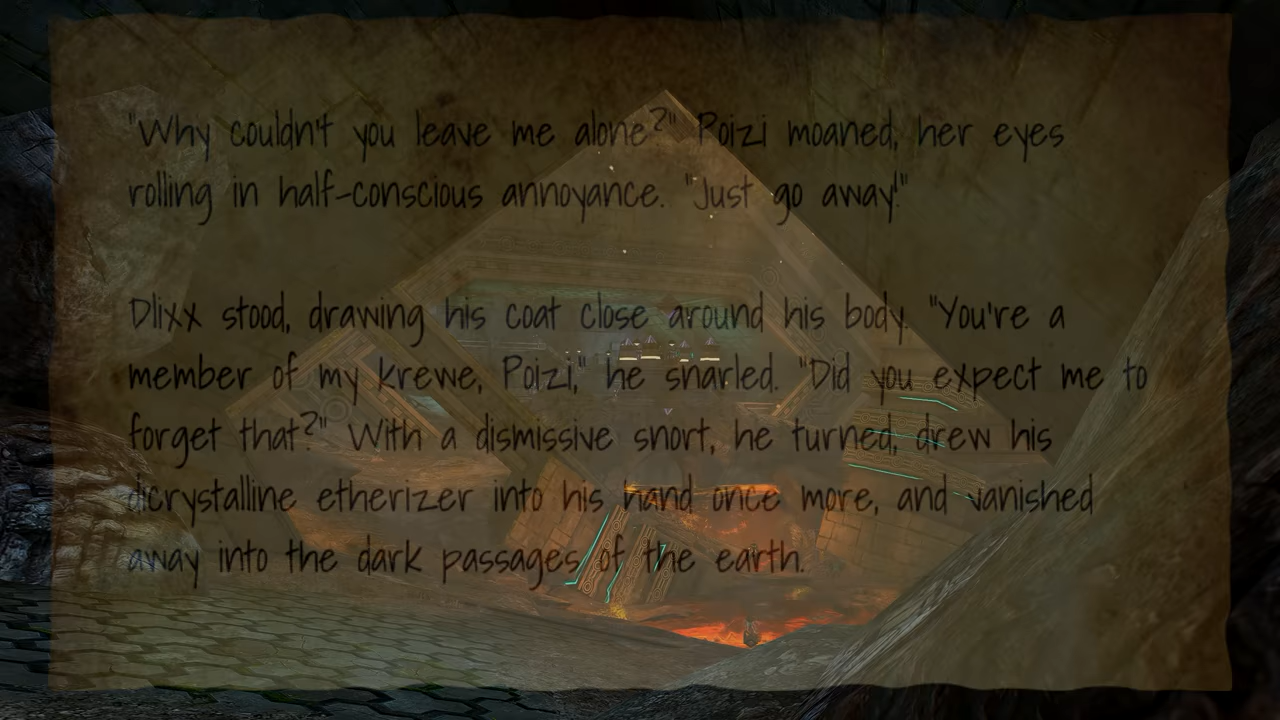 "Why couldn't you leave me alone?" Poizi moaned, her eyes
rolling in half-conscious annoyance. "Just go away!"
Dlixx stood, drawing his coat close around his body. "You're a
member of my krewe, Poizi," he snarled. "Did you expect me to
forget that?" With a dismissive snort, he turned, drew his
dicrystalline etherizer into his hand once more, and vanished
away into the dark passages of the earth.